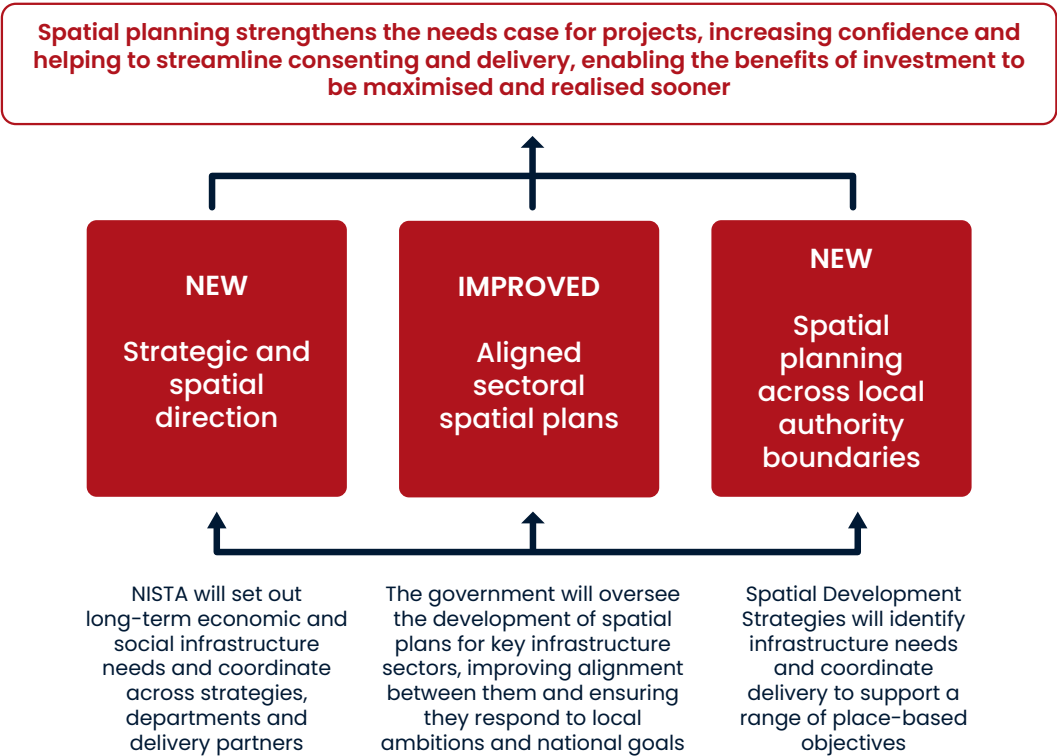 Spatial planning strengthens the needs case for projects, increasing confidence and
helping to streamline consenting and delivery, enabling the benefits of investment to
be maximised and realised sooner
NEW
Strategic and
spatial
direction
IMPROVED
Aligned
sectoral
spatial plans
NEW
Spatial
planning
across local
authority
boundaries
NISTA will set out
long-term economic and
social infrastructure
needs and coordinate
across strategies,
departments and
delivery partners
The government will oversee
the development of spatial
plans for key infrastructure
sectors, improving alignment
between them and ensuring
they respond to local
ambitions and national goals
Spatial Development
Strategies will identify
infrastructure needs
and coordinate
delivery to support a
range of place-based
objectives